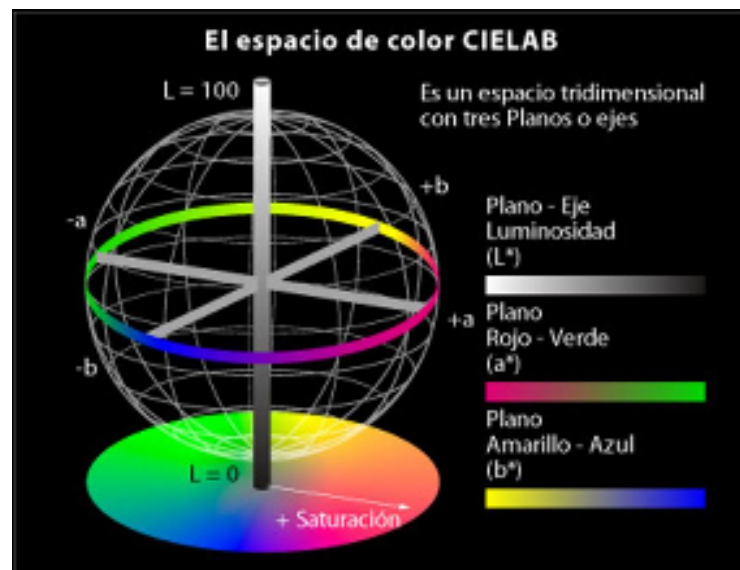 El espacio de color CIELAB
L = 100
Es un espacio tridimensional
con tres Planos o ejes
+b
-a
Plano - Eje
Luminosidad
(L*)
Plano
Rojo - Verde
(a*)
+a
-b
Plano
Amarillo - Azul
(b*)
L = 0
+ Saturación